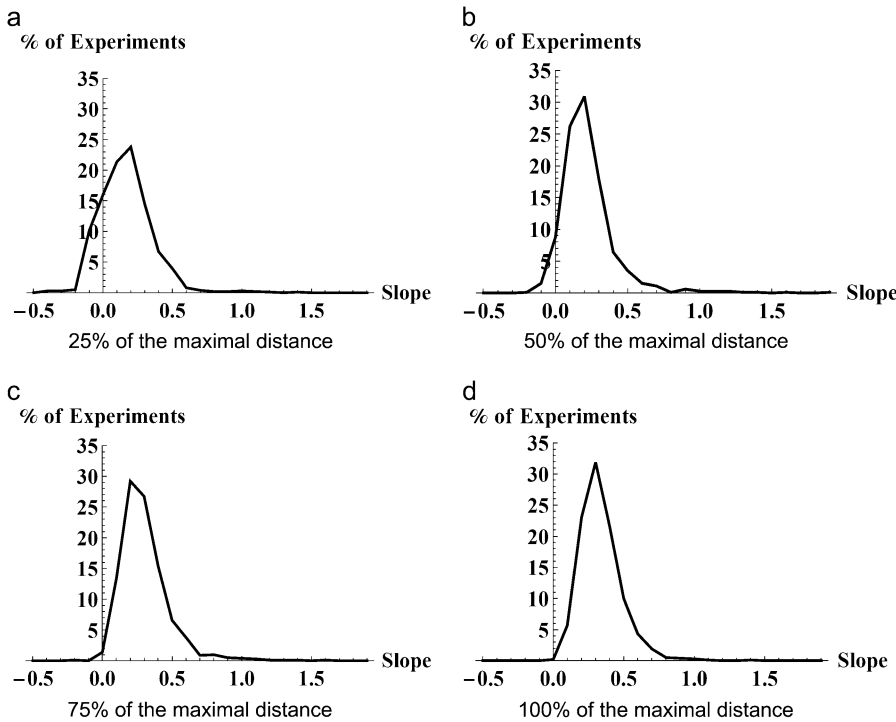 a
% of Experiments
35
30
25
20
15
10
5
Slope
−0.5 0.0 0.5 1.0 1.5
25% of the maximal distance
b
% of Experiments
35
30
25
20
15
10
5
Slope
−0.5 0.0 0.5 1.0 1.5
50% of the maximal distance
c
% of Experiments
35
30
25
20
15
10
5
Slope
−0.5 0.0 0.5 1.0 1.5
75% of the maximal distance
d
% of Experiments
35
30
25
20
15
10
5
Slope
−0.5 0.0 0.5 1.0 1.5
100% of the maximal distance